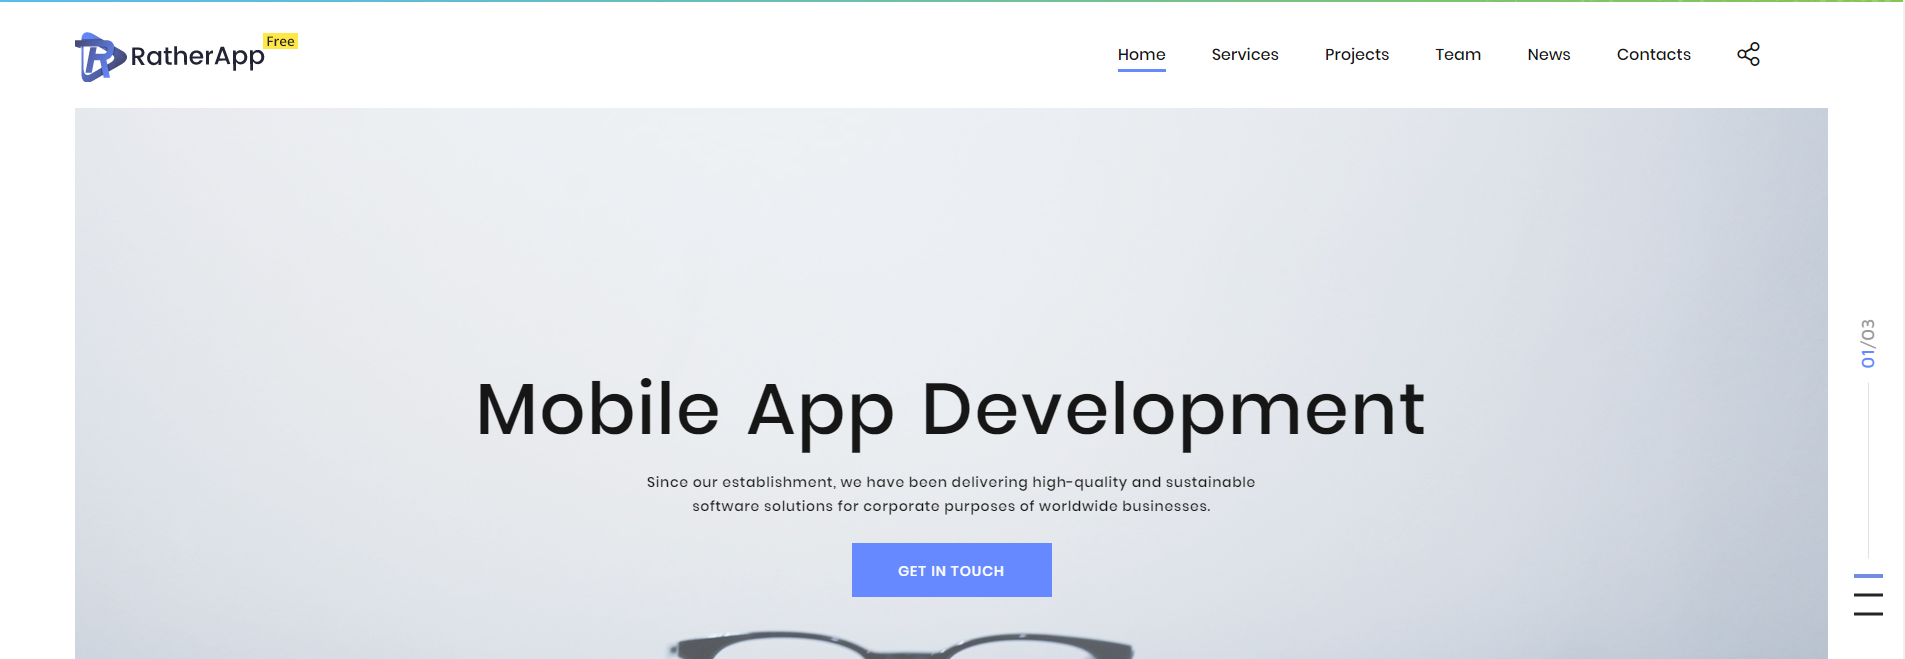 RatherApp Free
Home Services Projects Team News Contacts
Mobile App Development
Since our establishment, we have been delivering high-quality and sustainable
software solutions for corporate purposes of worldwide businesses.
GET IN TOUCH
01/03